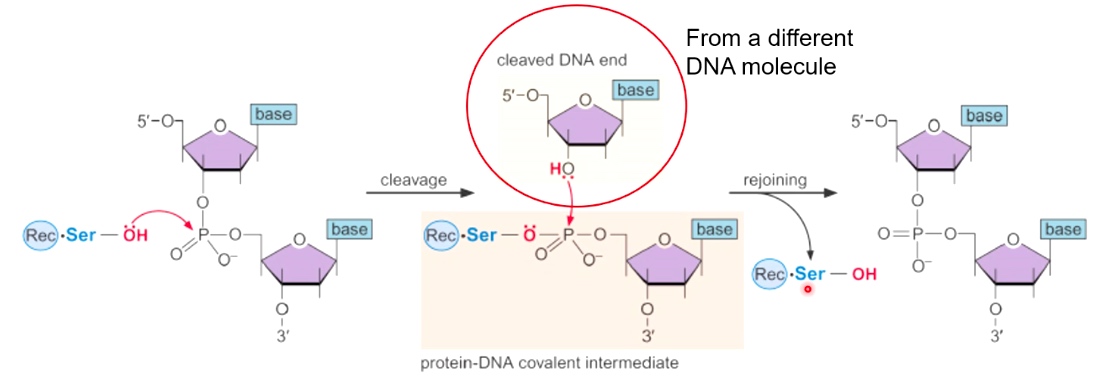 From a different
DNA molecule
cleaved DNA end
5′–O
O
base
HO
5′–O
O
base
O
Rec Ser — OH
P
O
O
O⁻
O
base
O
3′
cleavage
Rec Ser — O — P — O
O
O⁻
O
base
O
3′
protein-DNA covalent intermediate
rejoining
Rec Ser — OH
5′–O
O
base
O
O=P–O
O⁻
O
base
O
3′